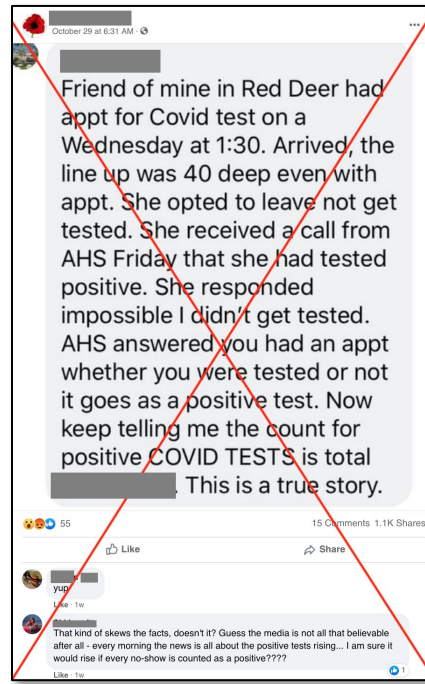 October 29 at 6:31 AM ·
Friend of mine in Red Deer had
appt for Covid test on a
Wednesday at 1:30. Arrived, the
line up was 40 deep even with
appt. She opted to leave not get
tested. She received a call from
AHS Friday that she had tested
positive. She responded
impossible I didn't get tested.
AHS answered you had an appt
whether you were tested or not
it goes as a positive test. Now
keep telling me the count for
positive COVID TESTS is total
. This is a true story.
55
15 Comments 1.1K Shares
Like
Share
yup
Like · 1w
That kind of skews the facts, doesn't it? Guess the media is not all that believable
after all - every morning the news is all about the positive tests rising... I am sure it
would rise if every no-show is counted as a positive????
1
Like · 1w